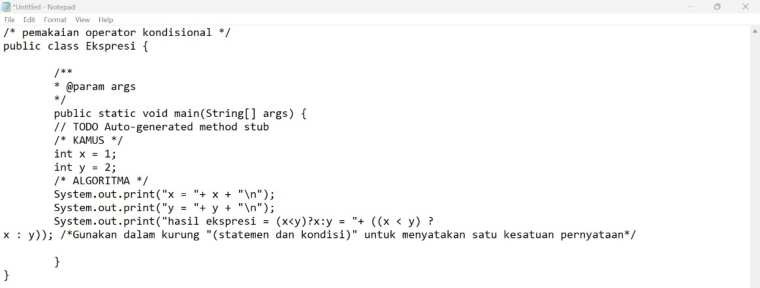 *Untitled - Notepad
File Edit Format View Help
/* pemakaian operator kondisional */
public class Ekspresi {
/**
* @param args
*/
public static void main(String[] args) {
// TODO Auto-generated method stub
/* KAMUS */
int x = 1;
int y = 2;
/* ALGORITMA */
System.out.print("x = "+ x + "\n");
System.out.print("y = "+ y + "\n");
System.out.print("hasil ekspresi = (x<y)?x:y = "+ ((x < y) ?
x : y)); /*Gunakan dalam kurung "(statemen dan kondisi)" untuk menyatakan satu kesatuan pernyataan*/
}
}